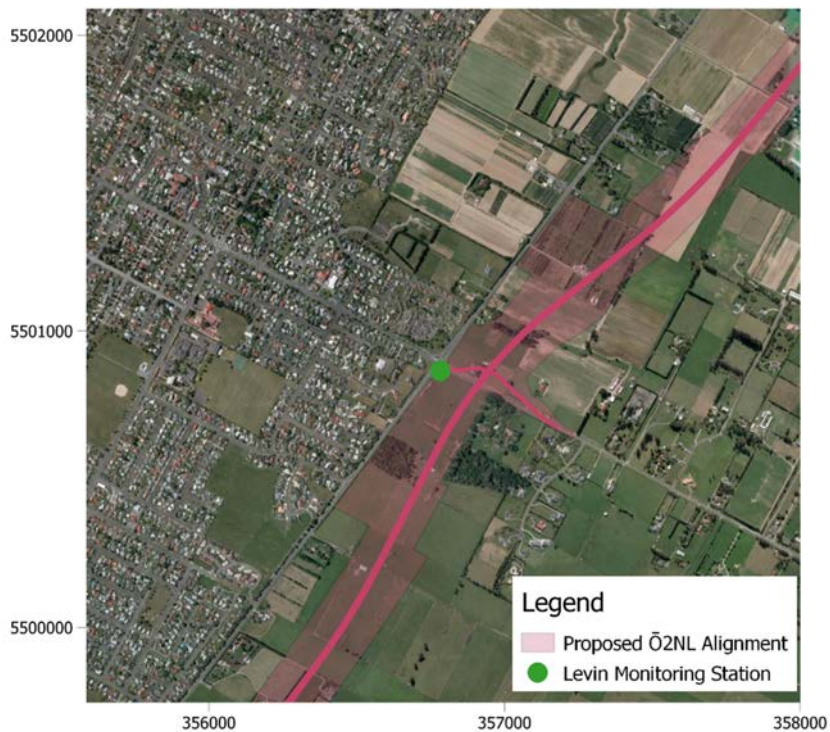 5502000
5501000
5500000
356000
357000
358000
Legend
Proposed Ō2NL Alignment
Levin Monitoring Station